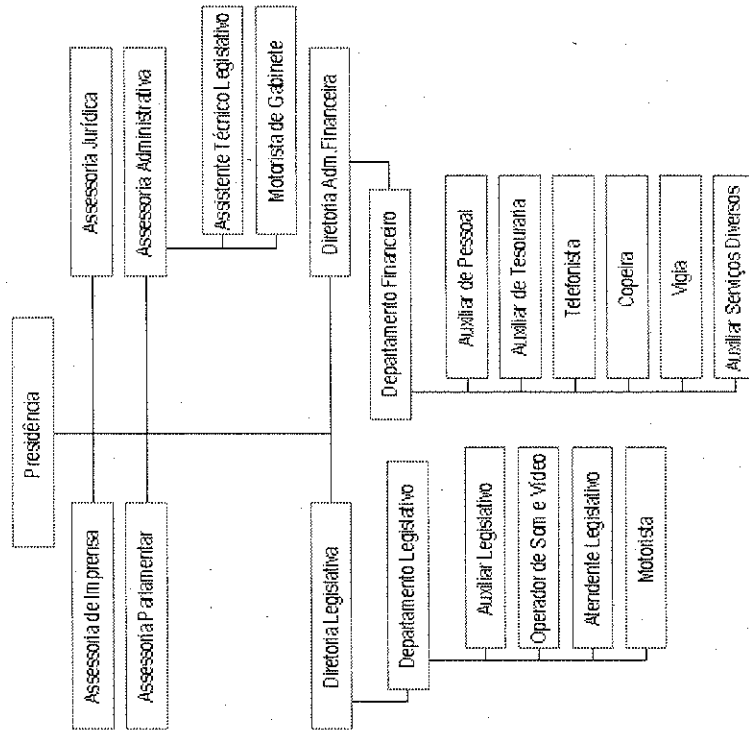 Presidência
Assessoria de Imprensa
Assessoria Jurídica
Assessoria Parlamentar
Assessoria Administrativa
Assistente Técnico Legislativo
Motorista de Gabinete
Diretoria Legislativa
Diretoria Adm.Financeira
Departamento Legislativo
Auxiliar Legislativo
Operador de Som e Vídeo
Atendente Legislativo
Motorista
Departamento Financeiro
Auxiliar de Pessoal
Auxiliar de Tesouraria
Telefonista
Copeira
Vigia
Auxiliar Serviços Diversos